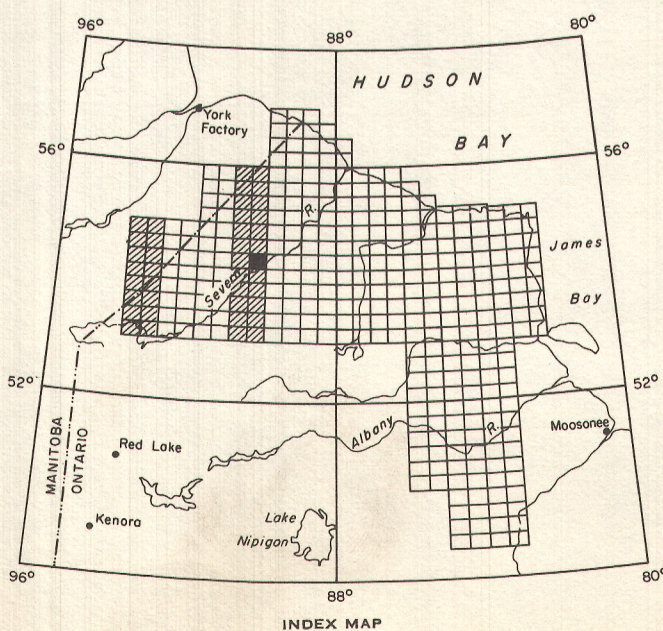 96°
88°
80°
HUDSON
BAY
York
Factory
56°
56°
R.
Severn
James
Bay
52°
52°
Albany
R.
Moosonee
MANITOBA
ONTARIO
Red Lake
Kenora
Lake
Nipigon
96°
88°
80°
INDEX MAP